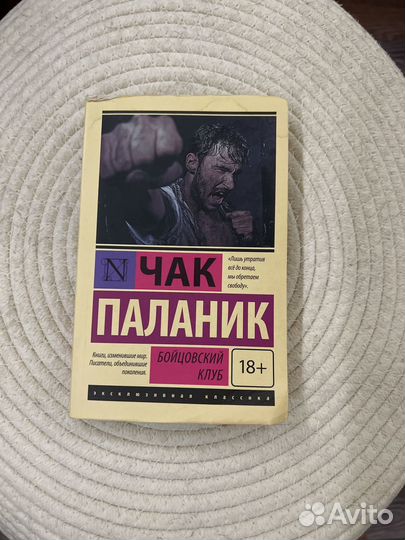 «Лишь утратив
всё до конца,
мы обретаем
свободу».
N ЧАК
ПАЛАНИК
Книги, изменившие мир.
Писатели, объединившие
поколения.
БОЙЦОВСКИЙ
КЛУБ
18+
эксклюзивная классика
Avito